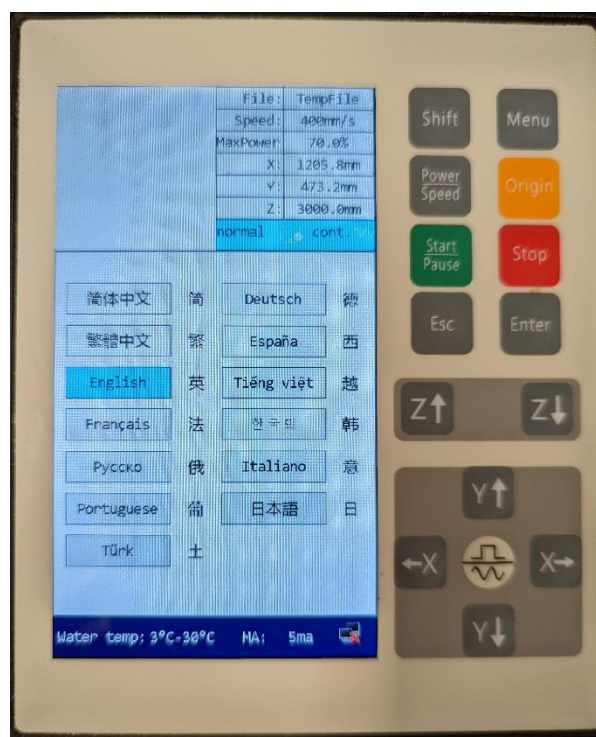 File: TempFile
Speed: 400mm/s
MaxPower 70.0%
X: 1205.8mm
Y: 473.2mm
Z: 3000.0mm
normal cont.
简体中文 简 Deutsch 德
繁體中文 繁 España 西
English 英 Tiếng việt 越
Français 法 한국의 韩
Русско 俄 Italiano 意
Portuguese 葡 日本語 日
Türk 土
Water temp: 3°C-30°C MA: 5ma
Shift Menu
Power Speed Origin
Start Pause Stop
Esc Enter
Z↑ Z↓
Y↑
←X X→
Y↓